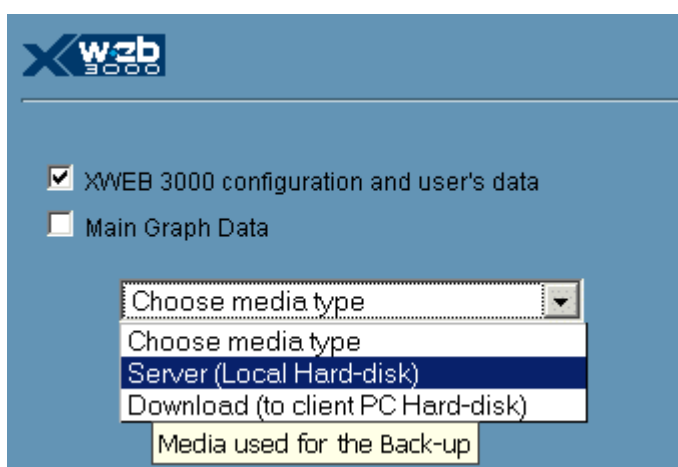 Xweb
3000
XWEB 3000 configuration and user's data
Main Graph Data
Choose media type
Choose media type
Server (Local Hard-disk)
Download (to client PC Hard-disk)
Media used for the Back-up